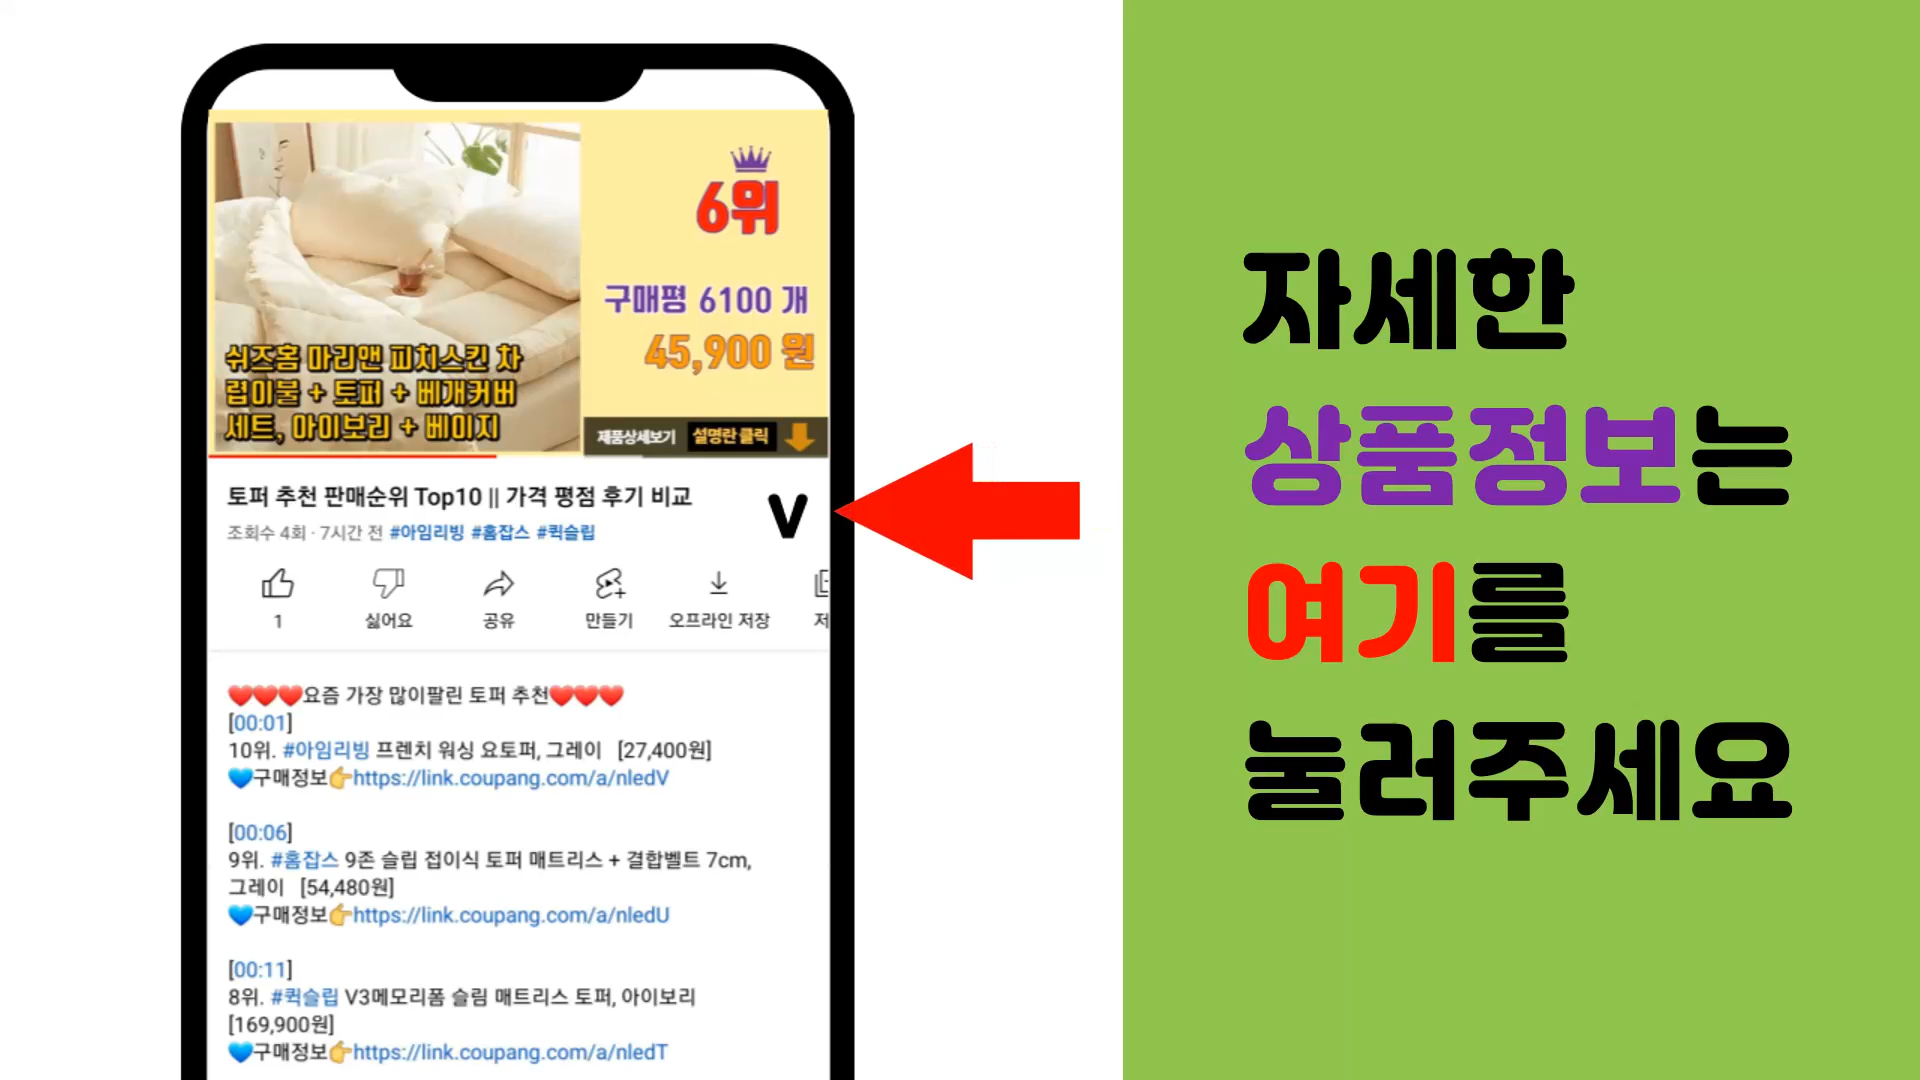 6위
구매평 6100 개
45,900 원
쉬즈홈 마리앤 피치스킨 차
렵이불 + 토퍼 + 베개커버
세트, 아이보리 + 베이지
제품상세보기 설명란 클릭
토퍼 추천 판매순위 Top10 || 가격 평점 후기 비교
V
조회수 4회 · 7시간 전 #아임리빙 #홈잡스 #퀵슬립
1 싫어요 공유 만들기 오프라인 저장 저
❤️❤️❤️요즘 가장 많이팔린 토퍼 추천❤️❤️❤️
[00:01]
10위. #아임리빙 프렌치 워싱 요토퍼, 그레이 [27,400원]
💙구매정보👉https://link.coupang.com/a/nledV
[00:06]
9위. #홈잡스 9존 슬립 접이식 토퍼 매트리스 + 결합벨트 7cm,
그레이 [54,480원]
💙구매정보👉https://link.coupang.com/a/nledU
[00:11]
8위. #퀵슬립 V3메모리폼 슬림 매트리스 토퍼, 아이보리
[169,900원]
💙구매정보👉https://link.coupang.com/a/nledT
자세한
상품정보는
여기를
눌러주세요